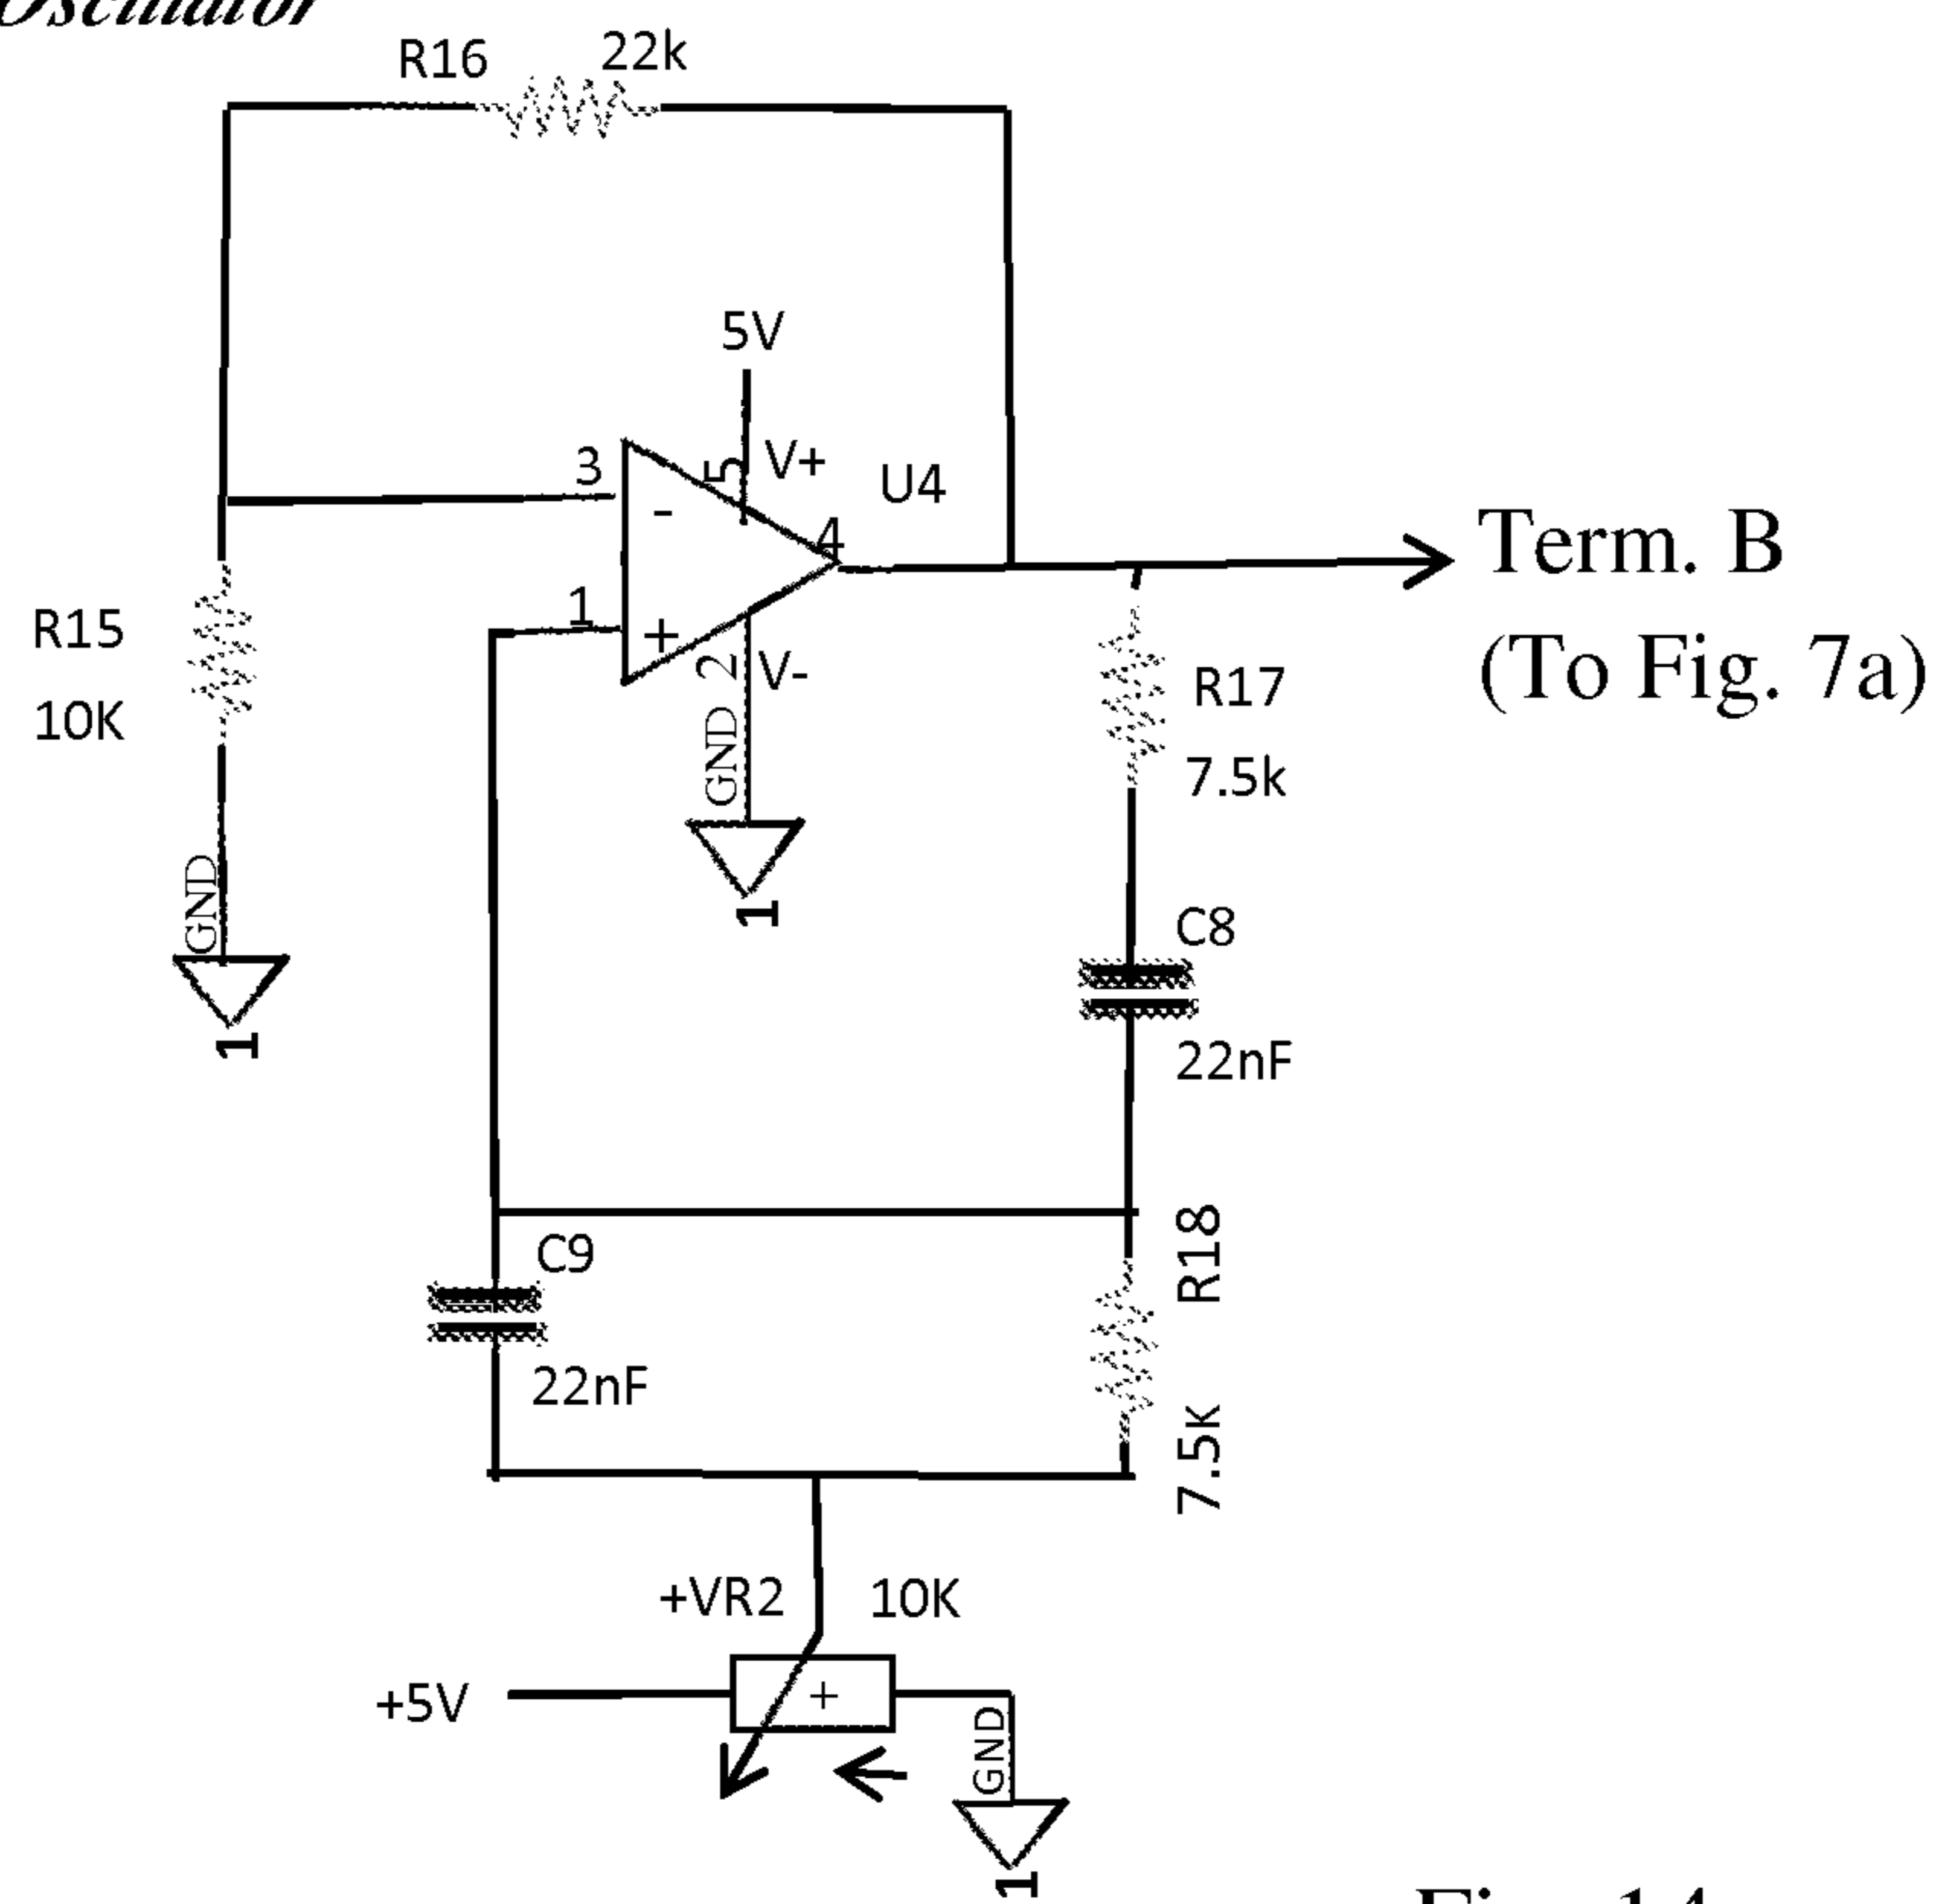 Oscillator
R16
22k
5V
3
-
5
V+
U4
4
Term. B
(To Fig. 7a)
1
+
2
V-
GND
1
R15
10K
GND
1
R17
7.5k
C8
22nF
C9
22nF
R18
7.5K
+VR2
10K
+5V
+
GND
1